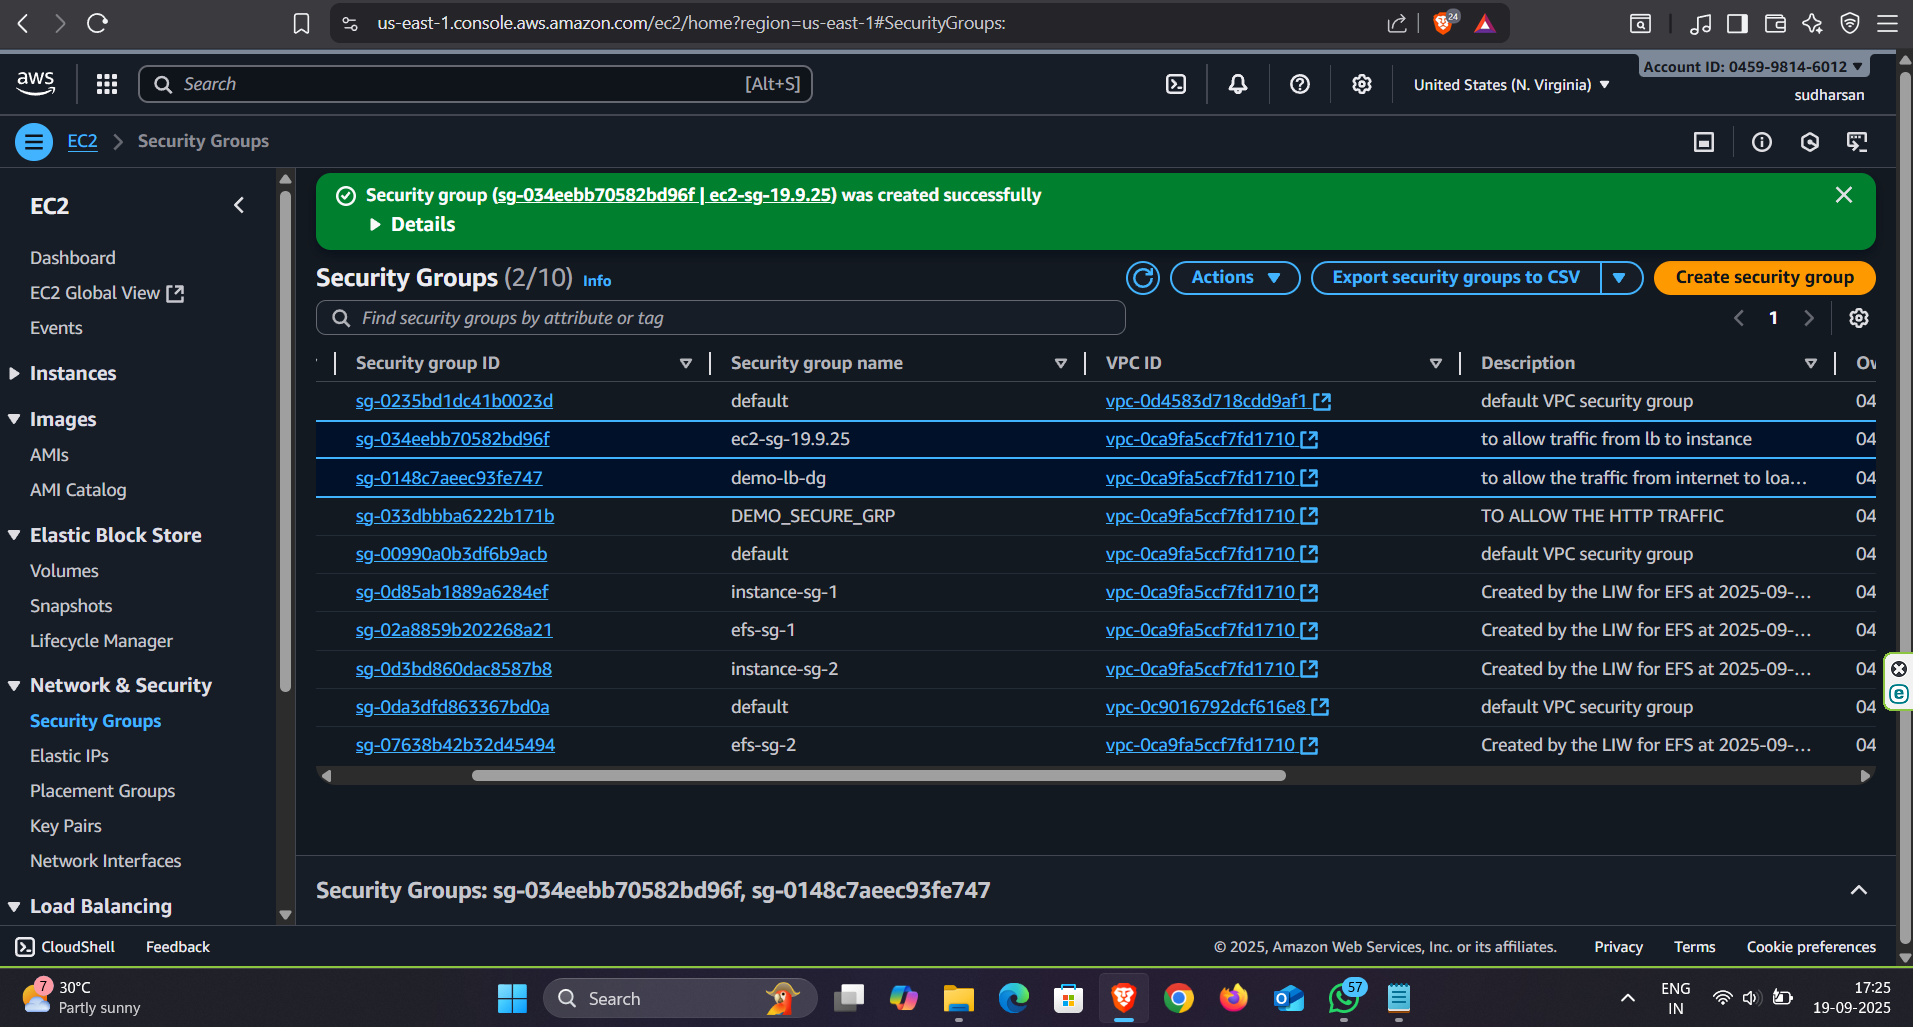 us-east-1.console.aws.amazon.com/ec2/home?region=us-east-1#SecurityGroups:
24
aws
Search
[Alt+S]
United States (N. Virginia)
Account ID: 0459-9814-6012
sudharsan
EC2
Security Groups
EC2
Dashboard
EC2 Global View
Events
Instances
Images
AMIs
AMI Catalog
Elastic Block Store
Volumes
Snapshots
Lifecycle Manager
Network & Security
Security Groups
Elastic IPs
Placement Groups
Key Pairs
Network Interfaces
Load Balancing
Security group (sg-034eebb70582bd96f | ec2-sg-19.9.25) was created successfully
Details
Security Groups (2/10) Info
Actions
Export security groups to CSV
Create security group
Find security groups by attribute or tag
1
Security group ID Security group name VPC ID Description Ov
sg-0235bd1dc41b0023d default vpc-0d4583d718cdd9af1 default VPC security group 04
sg-034eebb70582bd96f ec2-sg-19.9.25 vpc-0ca9fa5ccf7fd1710 to allow traffic from lb to instance 04
sg-0148c7aeec93fe747 demo-lb-dg vpc-0ca9fa5ccf7fd1710 to allow the traffic from internet to loa... 04
sg-033dbbba6222b171b DEMO_SECURE_GRP vpc-0ca9fa5ccf7fd1710 TO ALLOW THE HTTP TRAFFIC 04
sg-00990a0b3df6b9acb default vpc-0ca9fa5ccf7fd1710 default VPC security group 04
sg-0d85ab1889a6284ef instance-sg-1 vpc-0ca9fa5ccf7fd1710 Created by the LIW for EFS at 2025-09-... 04
sg-02a8859b202268a21 efs-sg-1 vpc-0ca9fa5ccf7fd1710 Created by the LIW for EFS at 2025-09-... 04
sg-0d3bd860dac8587b8 instance-sg-2 vpc-0ca9fa5ccf7fd1710 Created by the LIW for EFS at 2025-09-... 04
sg-0da3dfd863367bd0a default vpc-0c9016792dcf616e8 default VPC security group 04
sg-07638b42b32d45494 efs-sg-2 vpc-0ca9fa5ccf7fd1710 Created by the LIW for EFS at 2025-09-... 04
Security Groups: sg-034eebb70582bd96f, sg-0148c7aeec93fe747
CloudShell Feedback
© 2025, Amazon Web Services, Inc. or its affiliates. Privacy Terms Cookie preferences
7
30°C
Partly sunny
Search
57
ENG
IN
17:25
19-09-2025